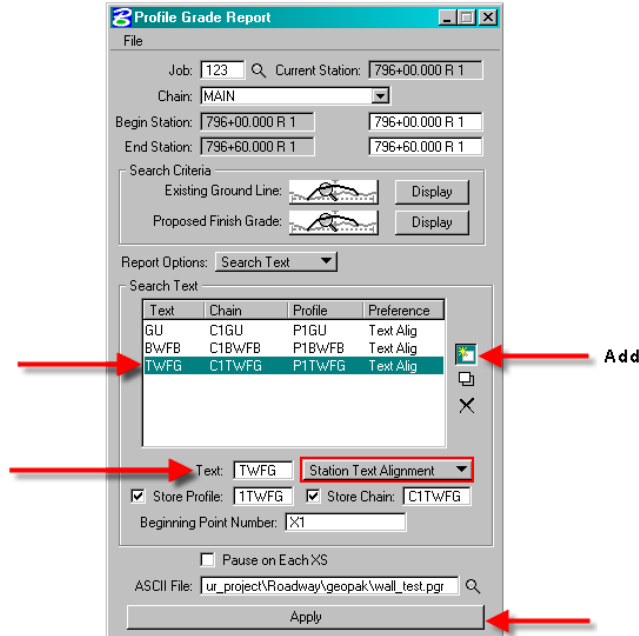 Profile Grade Report
File
Job: 123 Current Station: 796+00.000 R 1
Chain: MAIN
Begin Station: 796+00.000 R 1 796+00.000 R 1
End Station: 796+60.000 R 1 796+60.000 R 1
Search Criteria
Existing Ground Line: Display
Proposed Finish Grade: Display
Report Options: Search Text
Search Text
Text Chain Profile Preference
GU C1GU P1GU Text Alig
BWFB C1BWFB P1BWFB Text Alig
TWFG C1TWFG P1TWFG Text Alig
Add
Text: TWFG Station Text Alignment
Store Profile: 1TWFG Store Chain: C1TWFG
Beginning Point Number: X1
Pause on Each XS
ASCII File: ur_project\Roadway\geopak\wall_test.pgr
Apply